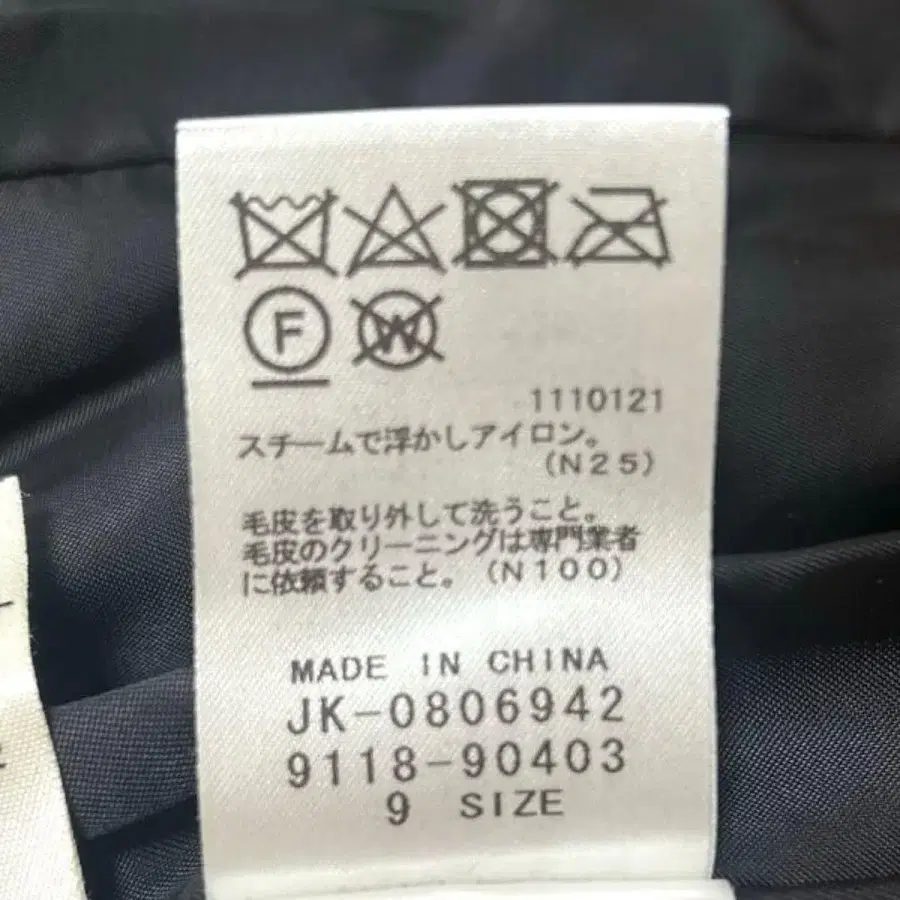 F W
1110121
スチームで浮かしアイロン。
(N25)
毛皮を取り外して洗うこと。
毛皮のクリーニングは専門業者
に依頼すること。(N100)
MADE IN CHINA
JK-0806942
9118-90403
9 SIZE